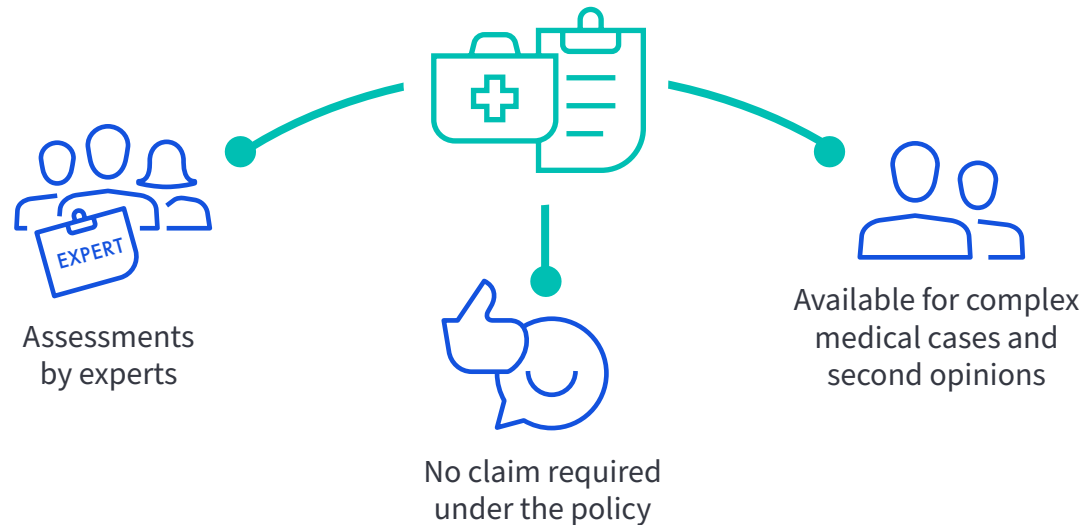 EXPERT
Assessments
by experts
No claim required
under the policy
Available for complex
medical cases and
second opinions